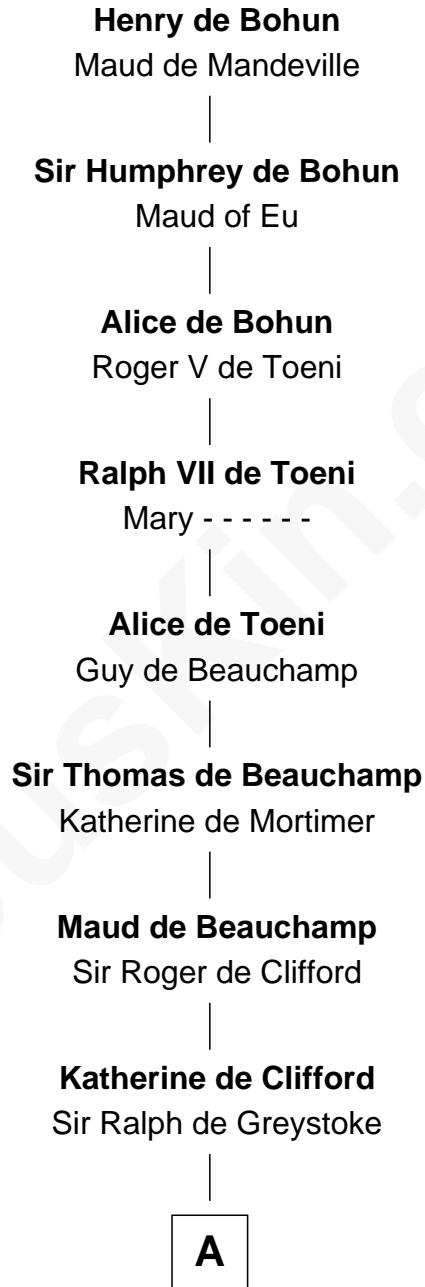 Henry de Bohun
Maud de Mandeville
Sir Humphrey de Bohun
Maud of Eu
Alice de Bohun
Roger V de Toeni
Ralph VII de Toeni
Mary - - - - - -
Alice de Toeni
Guy de Beauchamp
Sir Thomas de Beauchamp
Katherine de Mortimer
Maud de Beauchamp
Sir Roger de Clifford
Katherine de Clifford
Sir Ralph de Greystoke
A